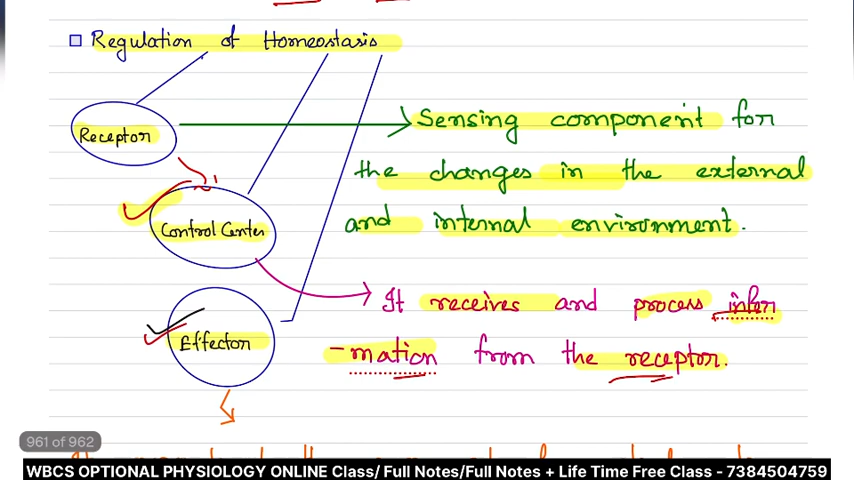 Regulation of Homeostasis
Receptor
Sensing component for
the changes in the external
and internal environment.
Control Center
It receives and process infor
-mation from the receptor.
Effector
961 of 962
WBCS OPTIONAL PHYSIOLOGY ONLINE Class/ Full Notes/Full Notes + Life Time Free Class - 7384504759